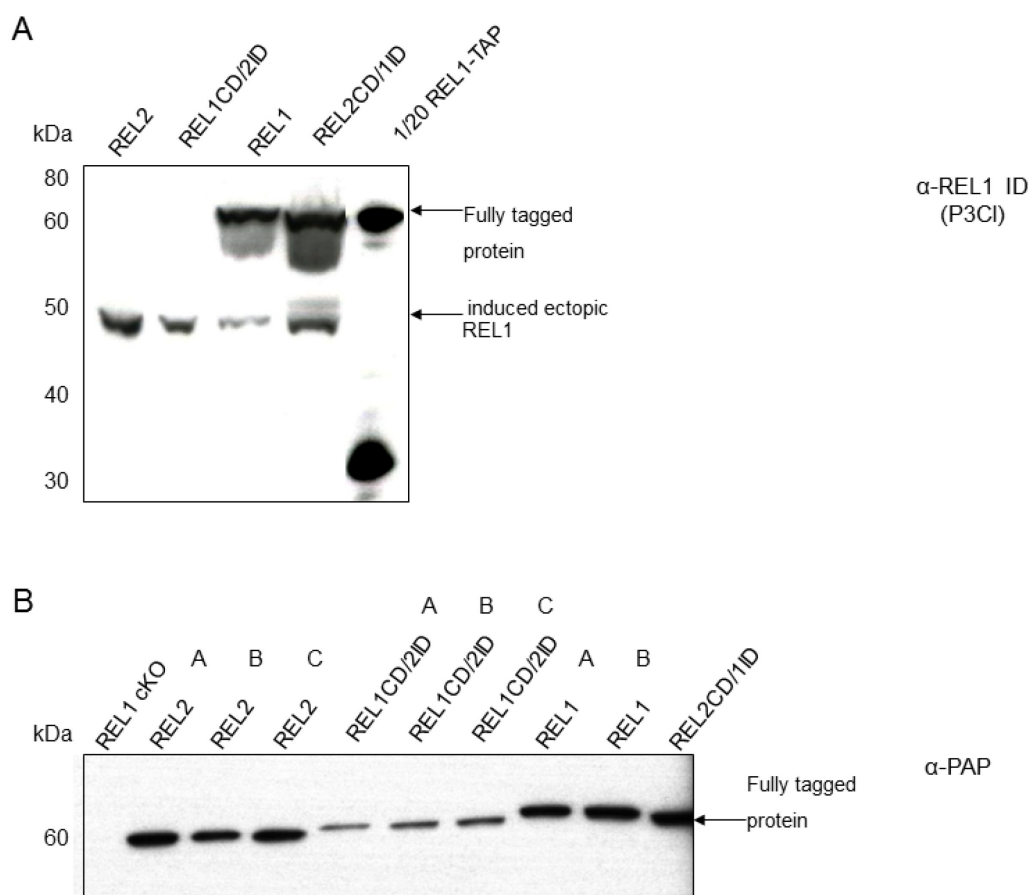 A
kDa
REL2
REL1CD/2ID
REL1
REL2CD/1ID
1/20 REL1-TAP
80
60
50
40
30
Fully tagged
protein
induced ectopic
REL1
α-REL1 ID
(P3Cl)
B
A B C
A B C
A B
kDa
REL1 cKO
REL2
REL2
REL2
REL1CD/2ID
REL1CD/2ID
REL1CD/2ID
REL1
REL1
REL2CD/1ID
60
Fully tagged
protein
α-PAP